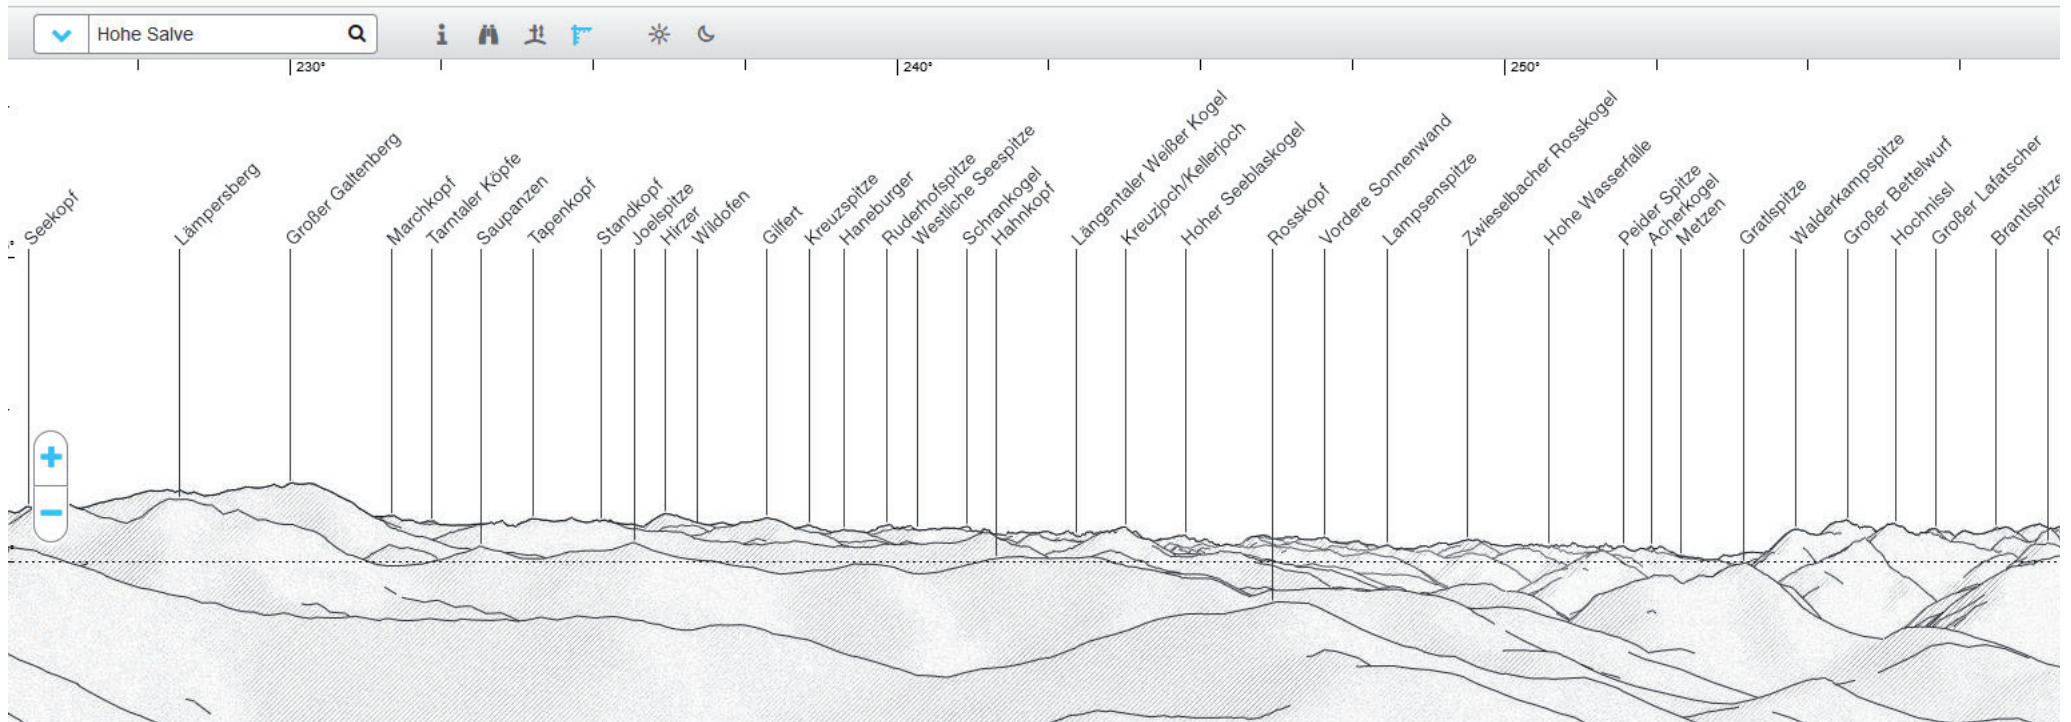 Hohe Salve
230°
240°
250°
Seekopf
Lämpersberg
Großer Galtenberg
Marchkopf
Tarntaler Köpfe
Saupanzen
Tapenkopf
Standkopf
Joelspitze
Hirzer
Wildofen
Gilfert
Kreuzspitze
Haneburger
Ruderhofspitze
Westliche Seespitze
Schrankogel
Hahnkopf
Längentaler Weißer Kogel
Kreuzjoch/Kellerjoch
Hoher Seeblaskogel
Rosskopf
Vordere Sonnenwand
Lampsenspitze
Zwieselbacher Rosskogel
Hohe Wasserfalle
Peider Spitze
Acherkogel
Metzen
Gratlspitze
Walderkampspitze
Großer Bettelwurf
Hochnissl
Großer Lafatscher
Brantlspitze
Ra